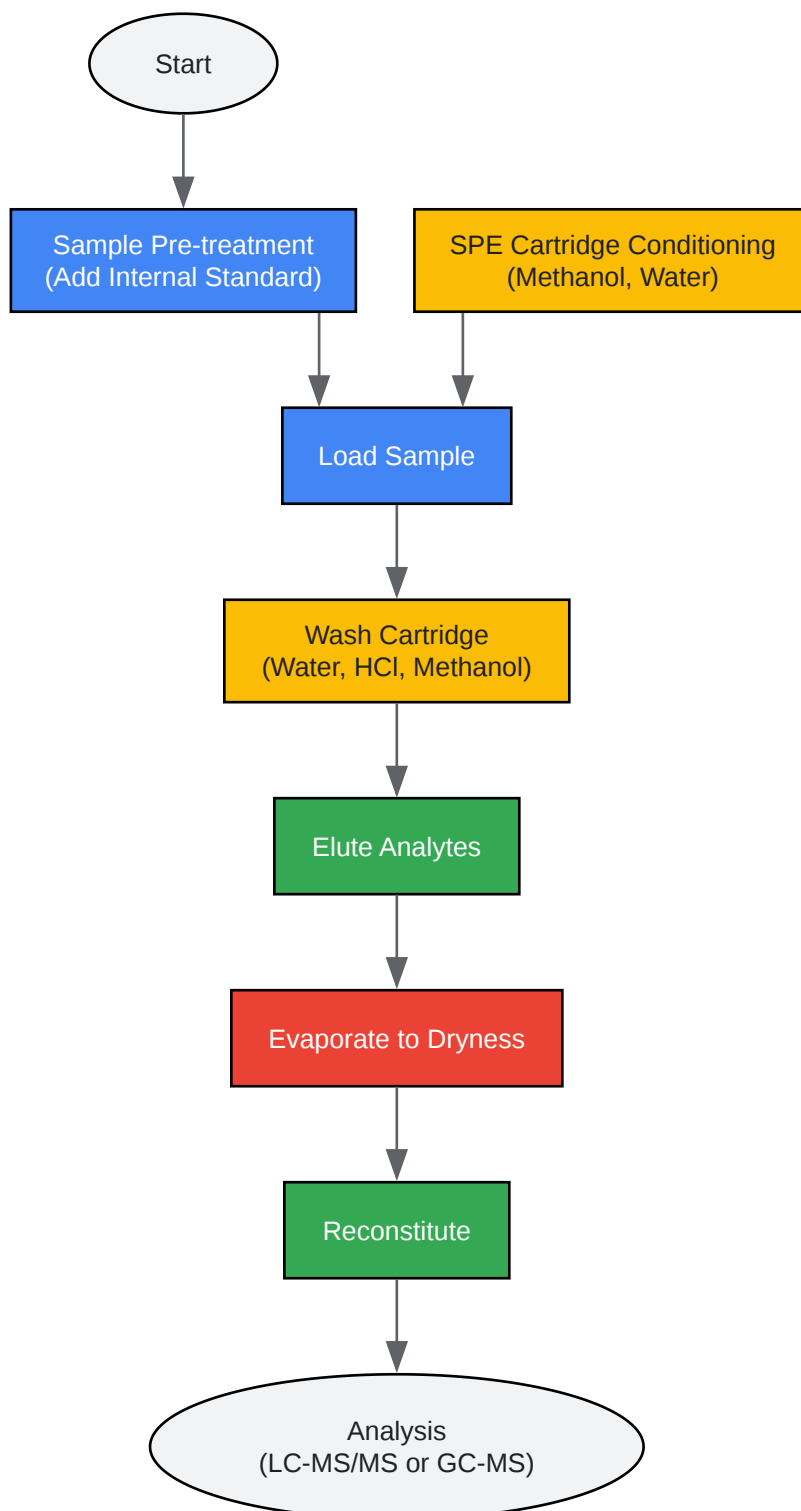 Start
Sample Pre-treatment
(Add Internal Standard)
SPE Cartridge Conditioning
(Methanol, Water)
Load Sample
Wash Cartridge
(Water, HCl, Methanol)
Elute Analytes
Evaporate to Dryness
Reconstitute
Analysis
(LC-MS/MS or GC-MS)